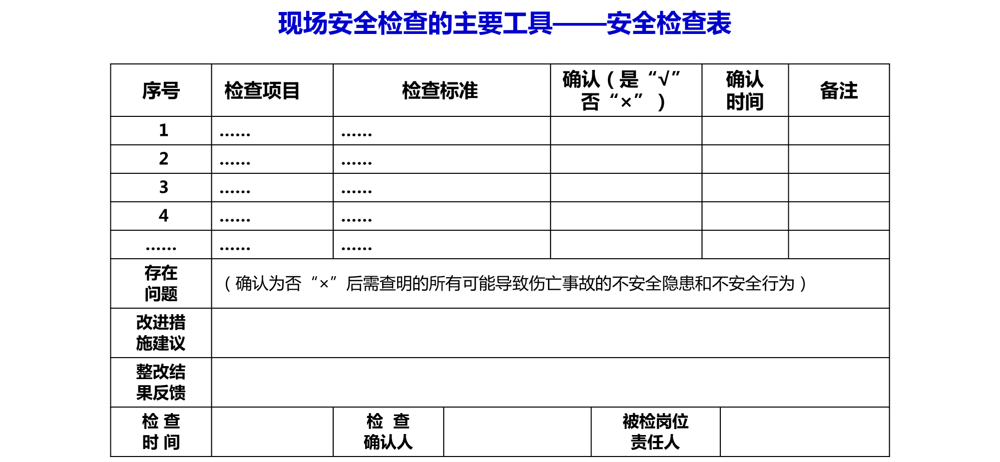 现场安全检查的主要工具——安全检查表
序号 检查项目 检查标准 确认（是“√”否“×”） 确认时间 备注
1 …… ……
2 …… ……
3 …… ……
4 …… ……
…… …… ……
存在
问题
（确认为否“×”后需查明的所有可能导致伤亡事故的不安全隐患和不安全行为）
改进措
施建议
整改结
果反馈
检 查
时 间
检 查
确认人
被检岗位
责任人